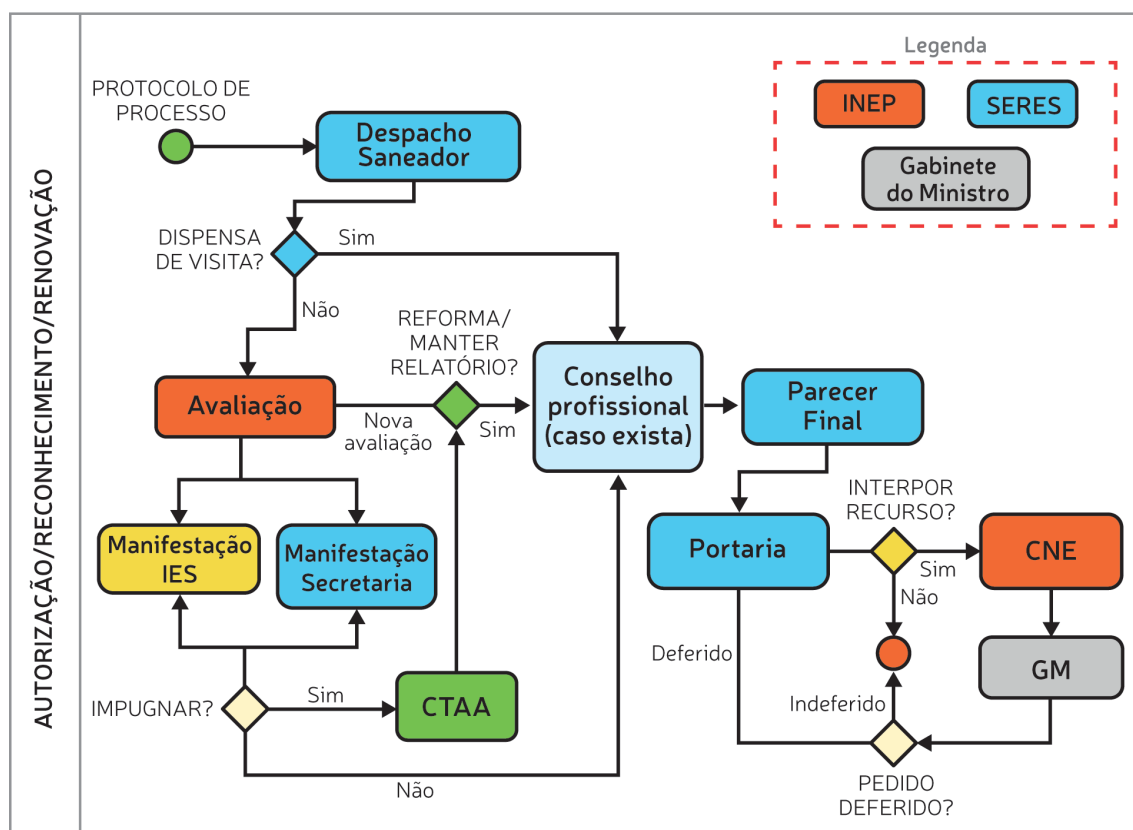 AUTORIZAÇÃO/RECONHECIMENTO/RENOVAÇÃO
Legenda
INEP
SERES
Gabinete
do Ministro
PROTOCOLO DE
PROCESSO
Despacho
Saneador
DISPENSA
DE VISITA?
Sim
Não
REFORMA/
MANTER
RELATÓRIO?
Avaliação
Nova
avaliação
Sim
Conselho
profissional
(caso exista)
Parecer
Final
Manifestação
IES
Manifestação
Secretaria
Portaria
INTERPOR
RECURSO?
Sim
Não
CNE
GM
IMPUGNAR?
Sim
CTAA
Não
Deferido
Indeferido
PEDIDO
DEFERIDO?